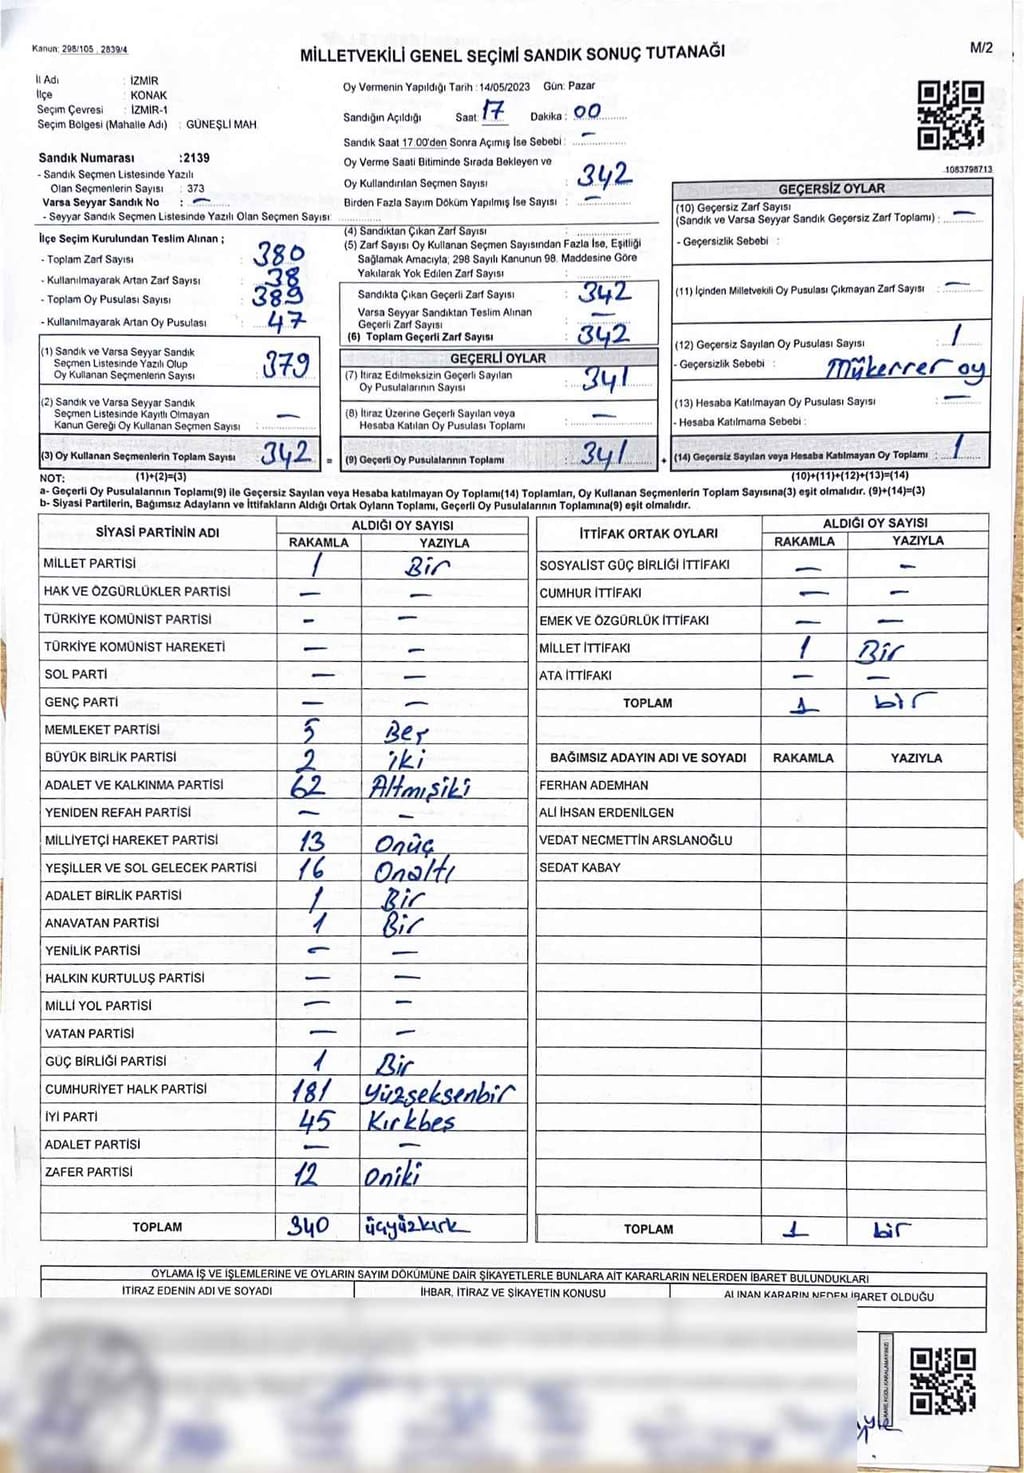 Kanun: 298/105 2839/4
MİLLETVEKİLİ GENEL SEÇİMİ SANDIK SONUÇ TUTANAĞI
M/2
İl Adı : İZMİR
İlçe : KONAK
Seçim Çevresi : İZMİR-1
Seçim Bölgesi (Mahalle Adı) : GÜNEŞLİ MAH.
Oy Vermenin Yapıldığı Tarih : 14/05/2023 Gün: Pazar
Sandığın Açıldığı Saat: 17 Dakika: 00
Sandık Saat 17.00'den Sonra Açımış İse Sebebi : —
Oy Verme Saati Bitiminde Sırada Bekleyen ve
Oy Kullandırılan Seçmen Sayısı : 342
Birden Fazla Sayım Döküm Yapılmış İse Sayısı : —
Sandık Numarası :2139
- Sandık Seçmen Listesinde Yazılı
Olan Seçmenlerin Sayısı : 373
Varsa Seyyar Sandık No : —
- Seyyar Sandık Seçmen Listesinde Yazılı Olan Seçmen Sayısı :
1083798713
İlçe Seçim Kurulundan Teslim Alınan ;
- Toplam Zarf Sayısı : 380
- Kullanılmayarak Artan Zarf Sayısı : 38
- Toplam Oy Pusulası Sayısı : 389
- Kullanılmayarak Artan Oy Pusulası : 47
(1) Sandık ve Varsa Seyyar Sandık
Seçmen Listesinde Yazılı Olup
Oy Kullanan Seçmenlerin Sayısı : 379
(2) Sandık ve Varsa Seyyar Sandık
Seçmen Listesinde Kayıtlı Olmayan
Kanun Gereği Oy Kullanan Seçmen Sayısı : —
(3) Oy Kullanan Seçmenlerin Toplam Sayısı : 342 =
(4) Sandıktan Çıkan Zarf Sayısı :
(5) Zarf Sayısı Oy Kullanan Seçmen Sayısından Fazla İse, Eşitliği
Sağlamak Amacıyla, 298 Sayılı Kanunun 98. Maddesine Göre
Yakılarak Yok Edilen Zarf Sayısı :
Sandıkta Çıkan Geçerli Zarf Sayısı : 342
Varsa Seyyar Sandıktan Teslim Alınan
Geçerli Zarf Sayısı : —
(6) Toplam Geçerli Zarf Sayısı : 342
GEÇERLİ OYLAR
(7) İtiraz Edilmeksizin Geçerli Sayılan
Oy Pusulalarının Sayısı : 341
(8) İtiraz Üzerine Geçerli Sayılan veya
Hesaba Katılan Oy Pusulası Toplamı : —
(9) Geçerli Oy Pusulalarının Toplamı : 341 +
GEÇERSİZ OYLAR
(10) Geçersiz Zarf Sayısı
(Sandık ve Varsa Seyyar Sandık Geçersiz Zarf Toplamı) : —
- Geçersizlik Sebebi :
(11) İçinden Milletvekili Oy Pusulası Çıkmayan Zarf Sayısı : —
(12) Geçersiz Sayılan Oy Pusulası Sayısı : 1
- Geçersizlik Sebebi : Mükerrer oy
(13) Hesaba Katılmayan Oy Pusulası Sayısı : —
- Hesaba Katılmama Sebebi :
(14) Geçersiz Sayılan veya Hesaba Katılmayan Oy Toplamı : 1
NOT: (1)+(2)=(3) (10)+(11)+(12)+(13)=(14)
a- Geçerli Oy Pusulalarının Toplamı(9) ile Geçersiz Sayılan veya Hesaba katılmayan Oy Toplamı(14) Toplamları, Oy Kullanan Seçmenlerin Toplam Sayısına(3) eşit olmalıdır. (9)+(14)=(3)
b- Siyasi Partilerin, Bağımsız Adayların ve İttifakların Aldığı Ortak Oyların Toplamı, Geçerli Oy Pusulalarının Toplamına(9) eşit olmalıdır.
SİYASİ PARTİNİN ADI ALDIĞI OY SAYISI
RAKAMLA YAZIYLA
MİLLET PARTİSİ 1 Bir
HAK VE ÖZGÜRLÜKLER PARTİSİ — —
TÜRKİYE KOMÜNİST PARTİSİ — —
TÜRKİYE KOMÜNİST HAREKETİ — —
SOL PARTİ — —
GENÇ PARTİ — —
MEMLEKET PARTİSİ 5 Beş
BÜYÜK BİRLİK PARTİSİ 2 iki
ADALET VE KALKINMA PARTİSİ 62 Altmışiki
YENİDEN REFAH PARTİSİ — —
MİLLİYETÇİ HAREKET PARTİSİ 13 Onüç
YEŞİLLER VE SOL GELECEK PARTİSİ 16 Onaltı
ADALET BİRLİK PARTİSİ 1 Bir
ANAVATAN PARTİSİ 1 Bir
YENİLİK PARTİSİ — —
HALKIN KURTULUŞ PARTİSİ — —
MİLLİ YOL PARTİSİ — —
VATAN PARTİSİ — —
GÜÇ BİRLİĞİ PARTİSİ 1 Bir
CUMHURİYET HALK PARTİSİ 181 Yüzseksenbir
İYİ PARTİ 45 Kırkbeş
ADALET PARTİSİ — —
ZAFER PARTİSİ 12 Oniki
TOPLAM 340 üçyüzkırk
İTTİFAK ORTAK OYLARI ALDIĞI OY SAYISI
RAKAMLA YAZIYLA
SOSYALİST GÜÇ BİRLİĞİ İTTİFAKI — —
CUMHUR İTTİFAKI — —
EMEK VE ÖZGÜRLÜK İTTİFAKI — —
MİLLET İTTİFAKI 1 Bir
ATA İTTİFAKI — —
TOPLAM 1 bir
BAĞIMSIZ ADAYIN ADI VE SOYADI RAKAMLA YAZIYLA
FERHAN ADEMHAN
ALİ İHSAN ERDENİLGEN
VEDAT NECMETTİN ARSLANOĞLU
SEDAT KABAY
TOPLAM 1 bir
OYLAMA İŞ VE İŞLEMLERİNE VE OYLARIN SAYIM DÖKÜMÜNE DAİR ŞİKAYETLERLE BUNLARA AİT KARARLARIN NELERDEN İBARET BULUNDUKLARI
İTİRAZ EDENİN ADI VE SOYADI İHBAR, İTİRAZ VE ŞİKAYETİN KONUSU ALINAN KARARIN NEDEN İBARET OLDUĞU